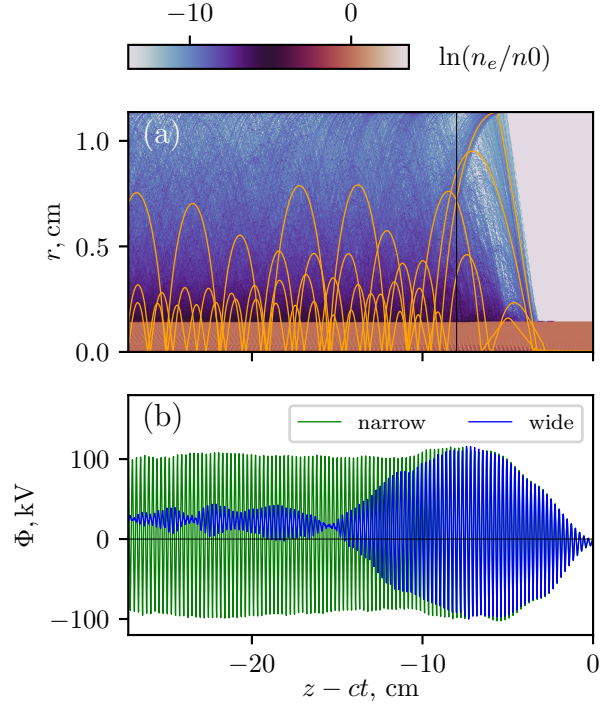 −10 0
ln(n_e/n0)
(a)
1.0
0.5
0.0
r, cm
(b)
narrow wide
100
0
−100
Φ, kV
−20 −10 0
z − ct, cm